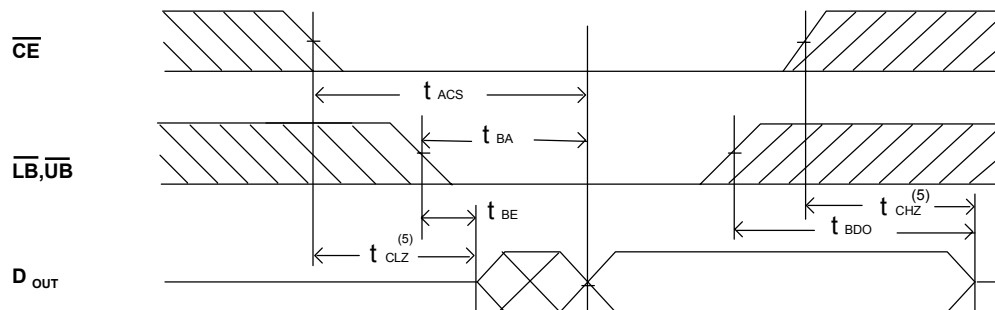 CE
t ACS
t BA
LB,UB
t BE
t CHZ (5)
t BDO
t CLZ (5)
D OUT